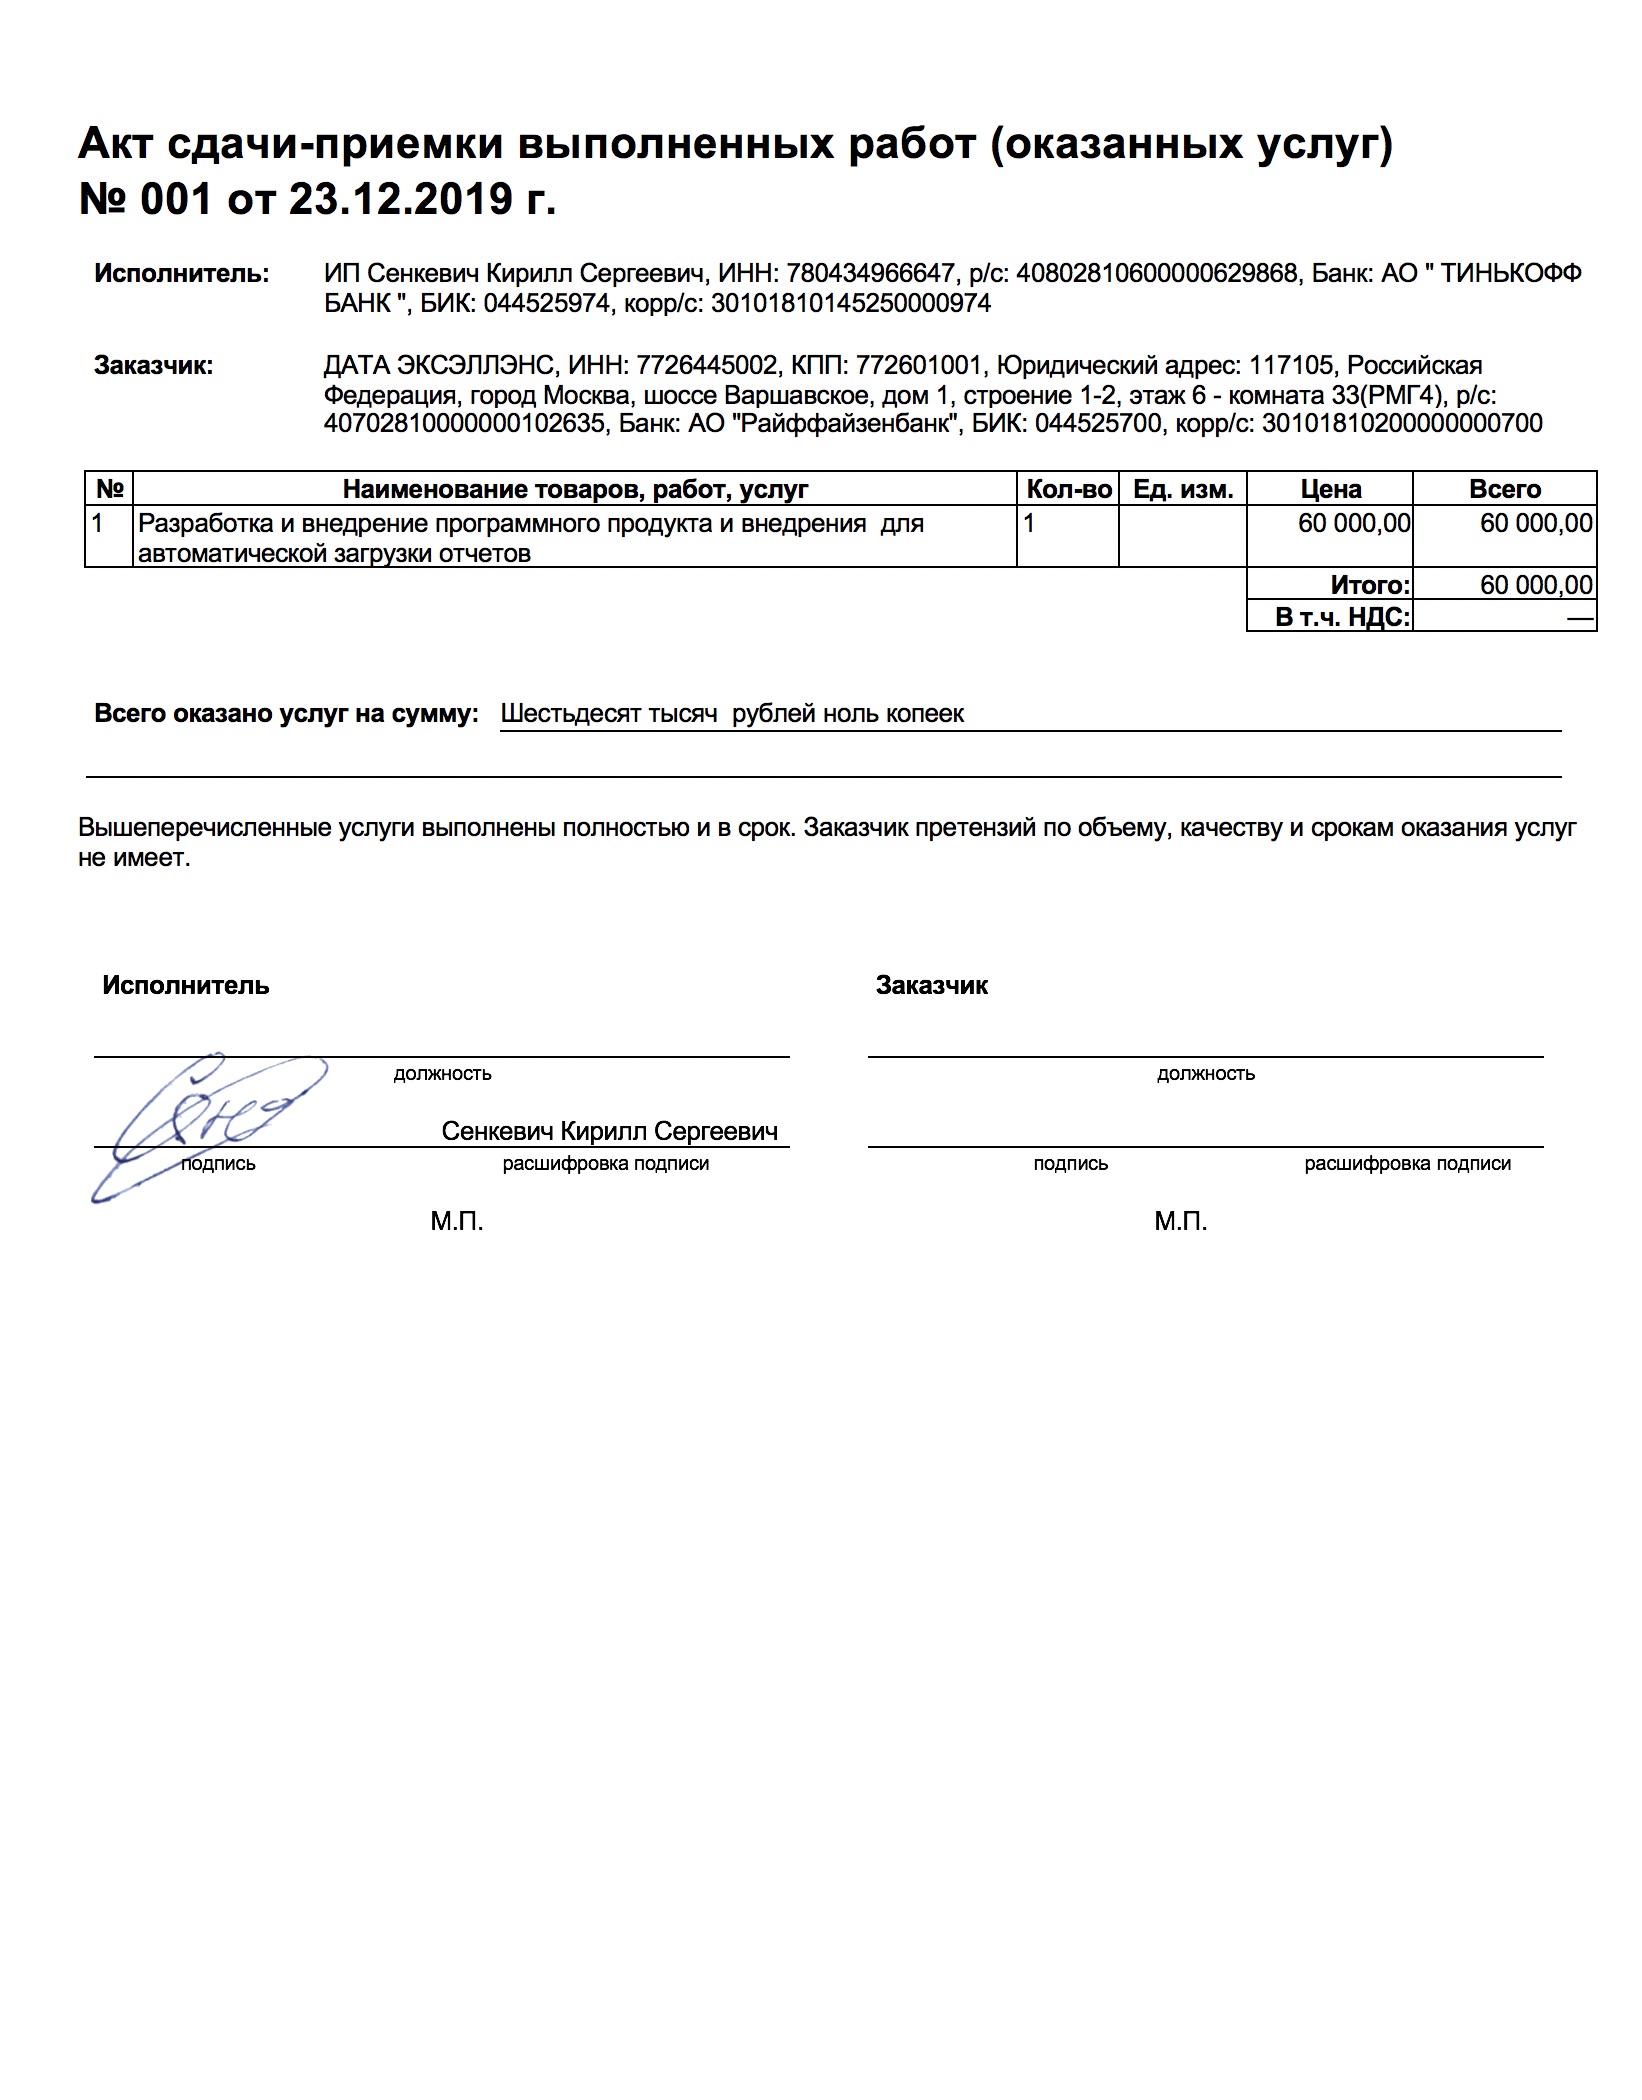 Акт сдачи-приемки выполненных работ (оказанных услуг)
№ 001 от 23.12.2019 г.
Исполнитель: ИП Сенкевич Кирилл Сергеевич, ИНН: 780434966647, р/с: 40802810600000629868, Банк: АО " ТИНЬКОФФ
БАНК ", БИК: 044525974, корр/с: 30101810145250000974
Заказчик: ДАТА ЭКСЭЛЛЭНС, ИНН: 7726445002, КПП: 772601001, Юридический адрес: 117105, Российская
Федерация, город Москва, шоссе Варшавское, дом 1, строение 1-2, этаж 6 - комната 33(РМГ4), р/с:
40702810000000102635, Банк: АО "Райффайзенбанк", БИК: 044525700, корр/с: 30101810200000000700
№ Наименование товаров, работ, услуг Кол-во Ед. изм. Цена Всего
1 Разработка и внедрение программного продукта и внедрения для 1 60 000,00 60 000,00
автоматической загрузки отчетов
Итого: 60 000,00
В т.ч. НДС: —
Всего оказано услуг на сумму: Шестьдесят тысяч рублей ноль копеек
Вышеперечисленные услуги выполнены полностью и в срок. Заказчик претензий по объему, качеству и срокам оказания услуг
не имеет.
Исполнитель Заказчик
должность должность
Сенкевич Кирилл Сергеевич
подпись расшифровка подписи подпись расшифровка подписи
М.П. М.П.